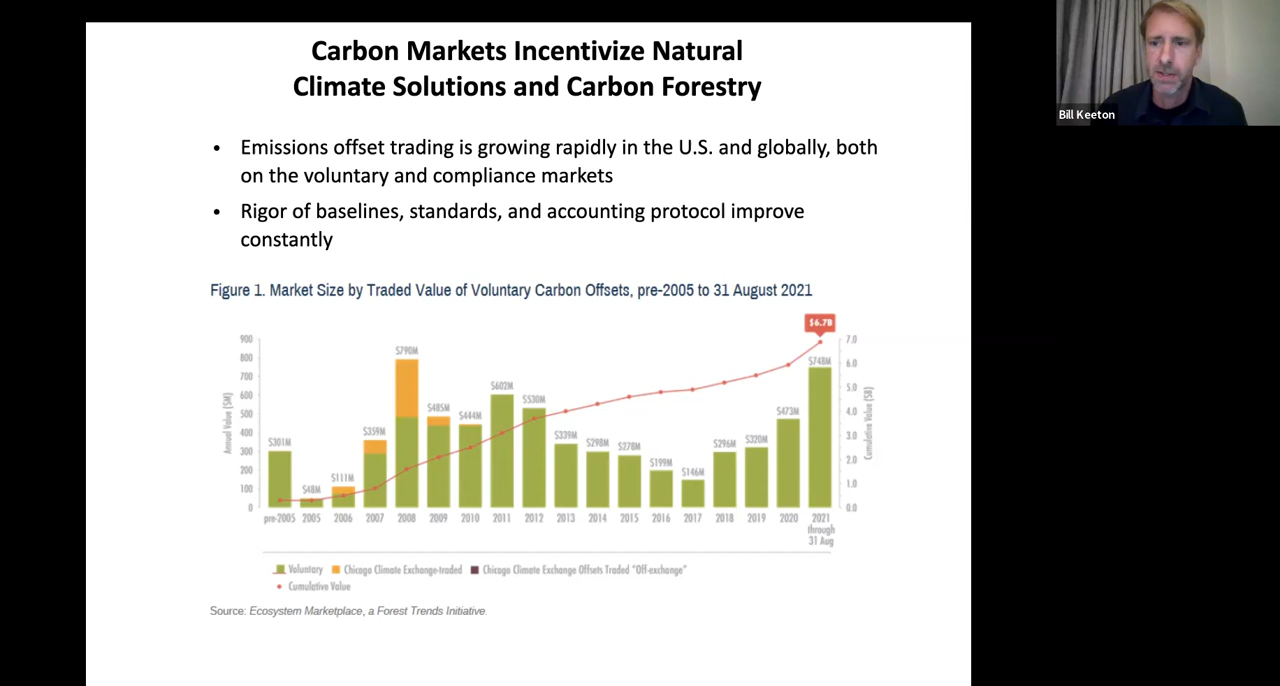 Carbon Markets Incentivize Natural
Climate Solutions and Carbon Forestry
Bill Keeton
• Emissions offset trading is growing rapidly in the U.S. and globally, both
on the voluntary and compliance markets
• Rigor of baselines, standards, and accounting protocol improve
constantly
Figure 1. Market Size by Traded Value of Voluntary Carbon Offsets, pre-2005 to 31 August 2021
$6.7B
Annual Value ($M)
900
800
700
600
500
400
300
200
100
0
$301M
$48M
$111M
$359M
$790M
$485M
$444M
$602M
$530M
$339M
$298M
$278M
$199M
$146M
$296M
$320M
$473M
$748M
7.0
6.0
5.0
4.0
3.0
2.0
1.0
0.0
Cumulative Value ($B)
pre-2005 2005 2006 2007 2008 2009 2010 2011 2012 2013 2014 2015 2016 2017 2018 2019 2020 2021
through
31 Aug
Voluntary Chicago Climate Exchange-traded Chicago Climate Exchange Offsets Traded "Off-exchange"
Cumulative Value
Source: Ecosystem Marketplace, a Forest Trends Initiative.